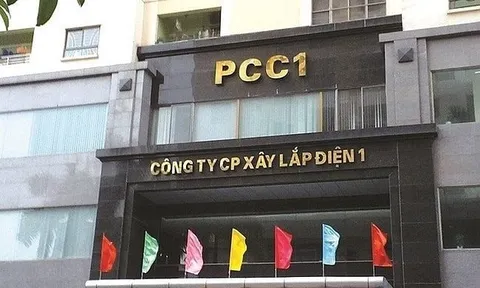 PCC1
CÔNG TY CP XÂY LẮP ĐIỆN 1